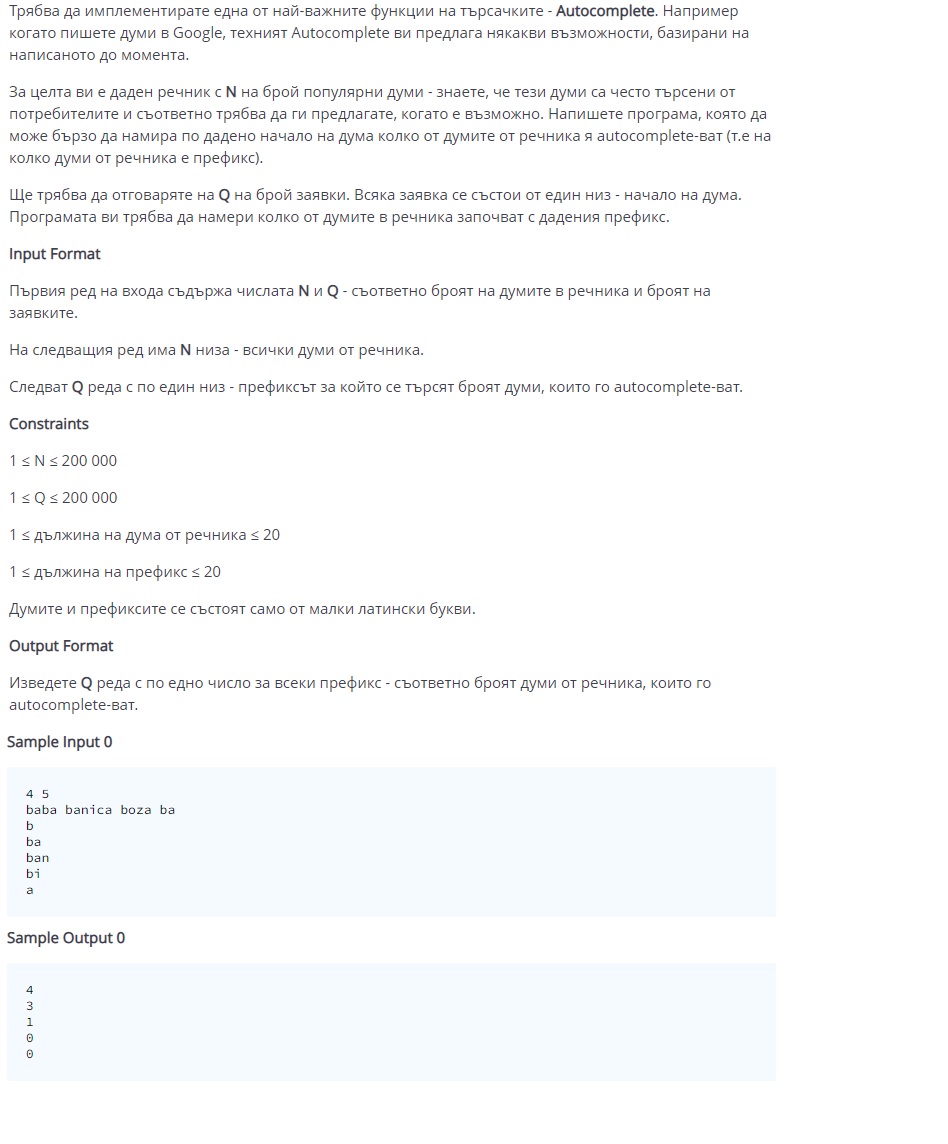 Трябва да имплементирате една от най-важните функции на търсачките - Autocomplete. Например
когато пишете думи в Google, техният Autocomplete ви предлага някакви възможности, базирани на
написаното до момента.
За целта ви е даден речник с N на брой популярни думи - знаете, че тези думи са често търсени от
потребителите и съответно трябва да ги предлагате, когато е възможно. Напишете програма, която да
може бързо да намира по дадено начало на дума колко от думите от речника я autocomplete-ват (т.е на
колко думи от речника е префикс).
Ще трябва да отговаряте на Q на брой заявки. Всяка заявка се състои от един низ - начало на дума.
Програмата ви трябва да намери колко от думите в речника започват с дадения префикс.
Input Format
Първия ред на входа съдържа числата N и Q - съответно броят на думите в речника и броят на
заявките.
На следващия ред има N низа - всички думи от речника.
Следват Q реда с по един низ - префиксът за който се търсят броят думи, които го autocomplete-ват.
Constraints
1 ≤ N ≤ 200 000
1 ≤ Q ≤ 200 000
1 ≤ дължина на дума от речника ≤ 20
1 ≤ дължина на префикс ≤ 20
Думите и префиксите се състоят само от малки латински букви.
Output Format
Изведете Q реда с по едно число за всеки префикс - съответно броят думи от речника, които го
autocomplete-ват.
Sample Input 0
4 5
baba banica boza ba
b
ba
ban
bi
a
Sample Output 0
4
3
1
0
0